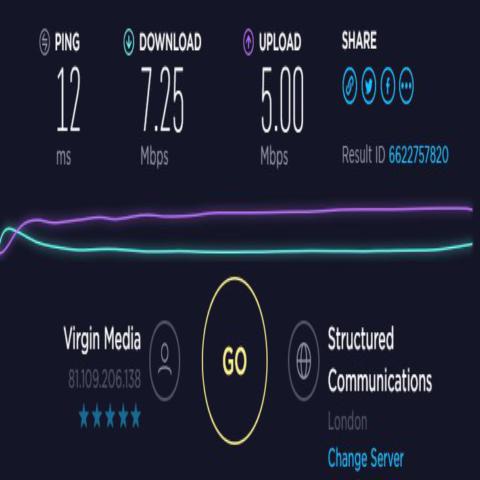 PING
12
ms
DOWNLOAD
7.25
Mbps
UPLOAD
5.00
Mbps
SHARE
Result ID 6622757820
Virgin Media
81.109.206.138
GO
Structured
Communications
London
Change Server